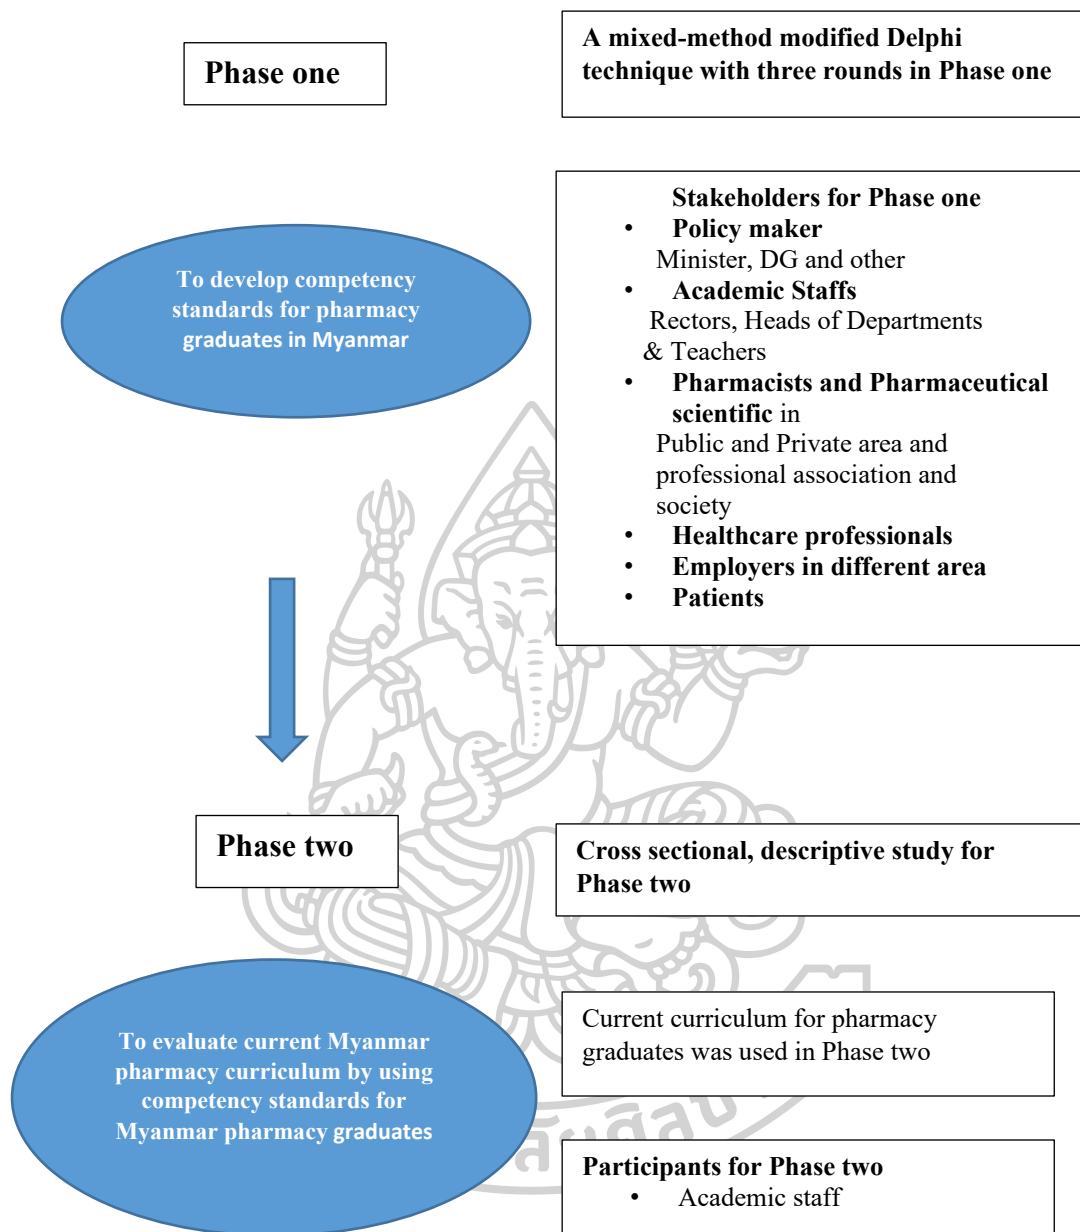 Phase one
A mixed-method modified Delphi
technique with three rounds in Phase one
To develop competency
standards for pharmacy
graduates in Myanmar
Stakeholders for Phase one
• Policy maker
Minister, DG and other
• Academic Staffs
Rectors, Heads of Departments
& Teachers
• Pharmacists and Pharmaceutical
scientific in
Public and Private area and
professional association and
society
• Healthcare professionals
• Employers in different area
• Patients
Phase two
Cross sectional, descriptive study for
Phase two
To evaluate current Myanmar
pharmacy curriculum by using
competency standards for
Myanmar pharmacy graduates
Current curriculum for pharmacy
graduates was used in Phase two
Participants for Phase two
• Academic staff